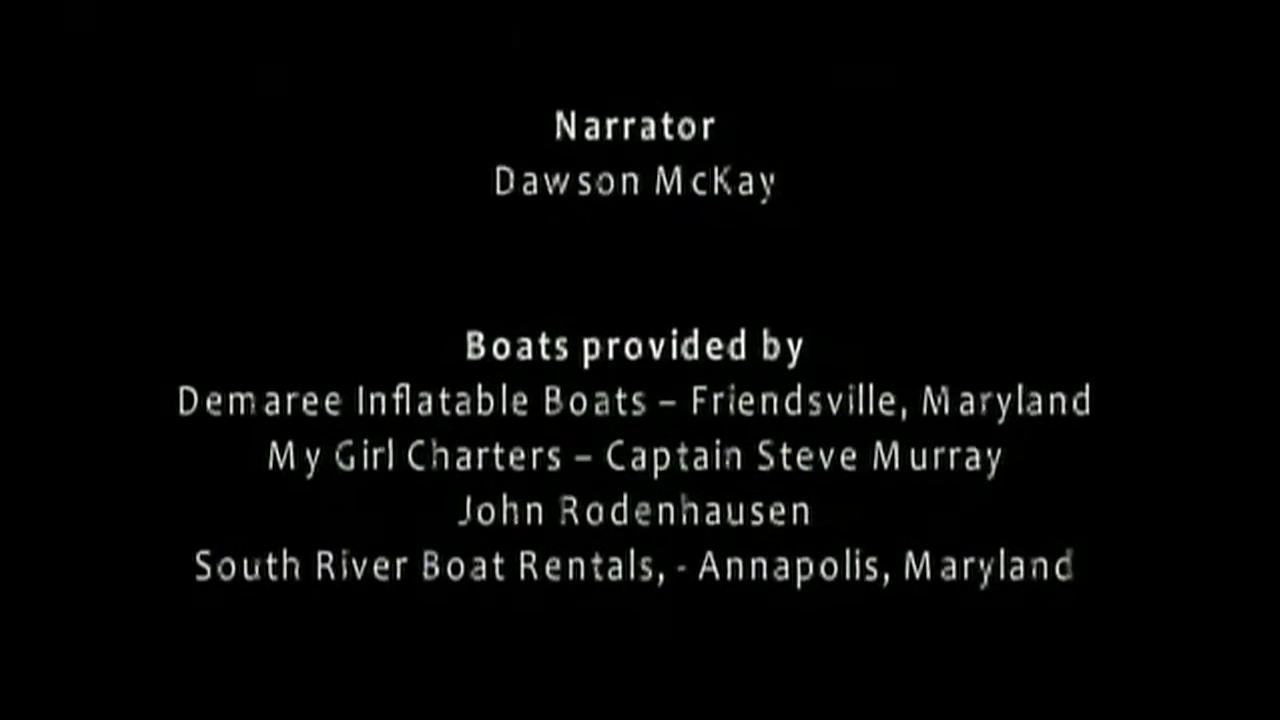 Narrator
Dawson McKay
Boats provided by
Demaree Inflatable Boats – Friendsville, Maryland
My Girl Charters – Captain Steve Murray
John Rodenhausen
South River Boat Rentals, - Annapolis, Maryland